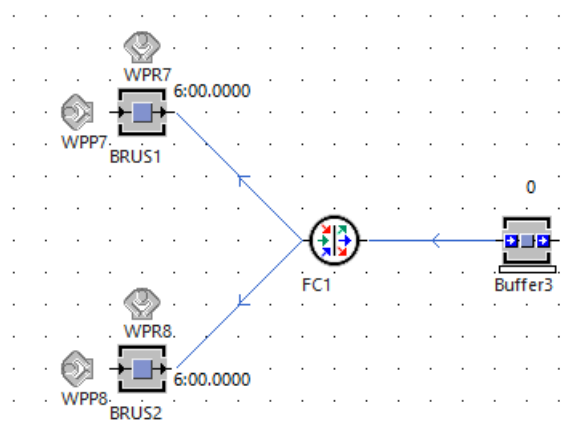 WPR7
6:00.0000
WPP7
BRUS1
0
FC1
Buffer3
WPR8
6:00.0000
WPP8
BRUS2